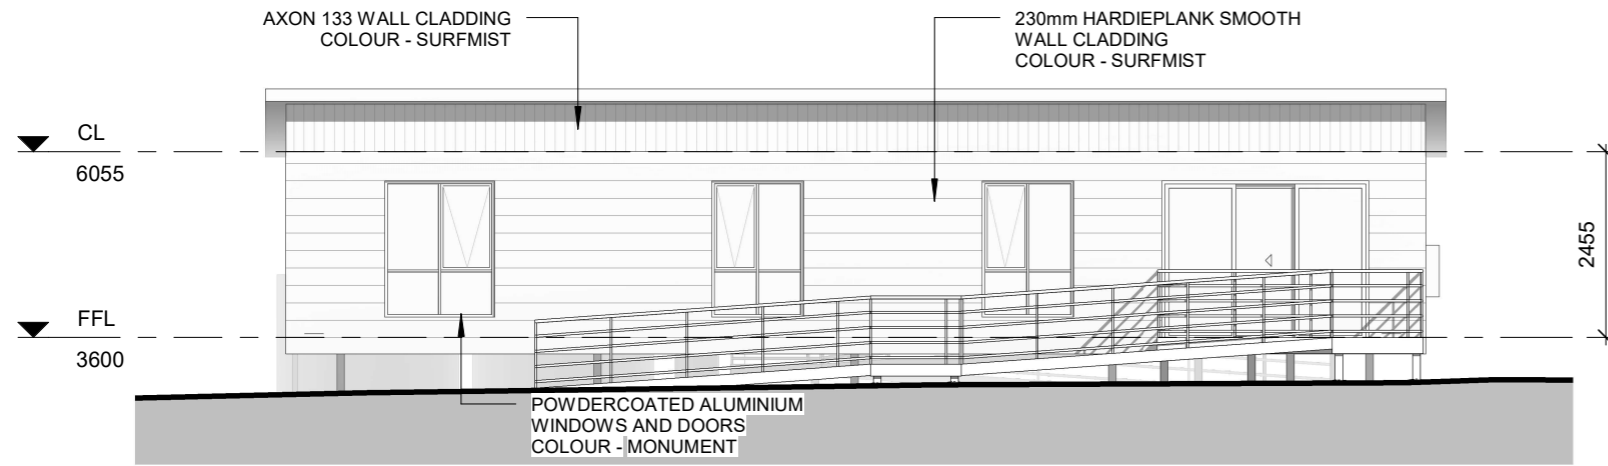 AXON 133 WALL CLADDING
COLOUR - SURFMIST
230mm HARDIEPLANK SMOOTH
WALL CLADDING
COLOUR - SURFMIST
CL
6055
2455
FFL
3600
POWDERCOATED ALUMINIUM
WINDOWS AND DOORS
COLOUR - MONUMENT